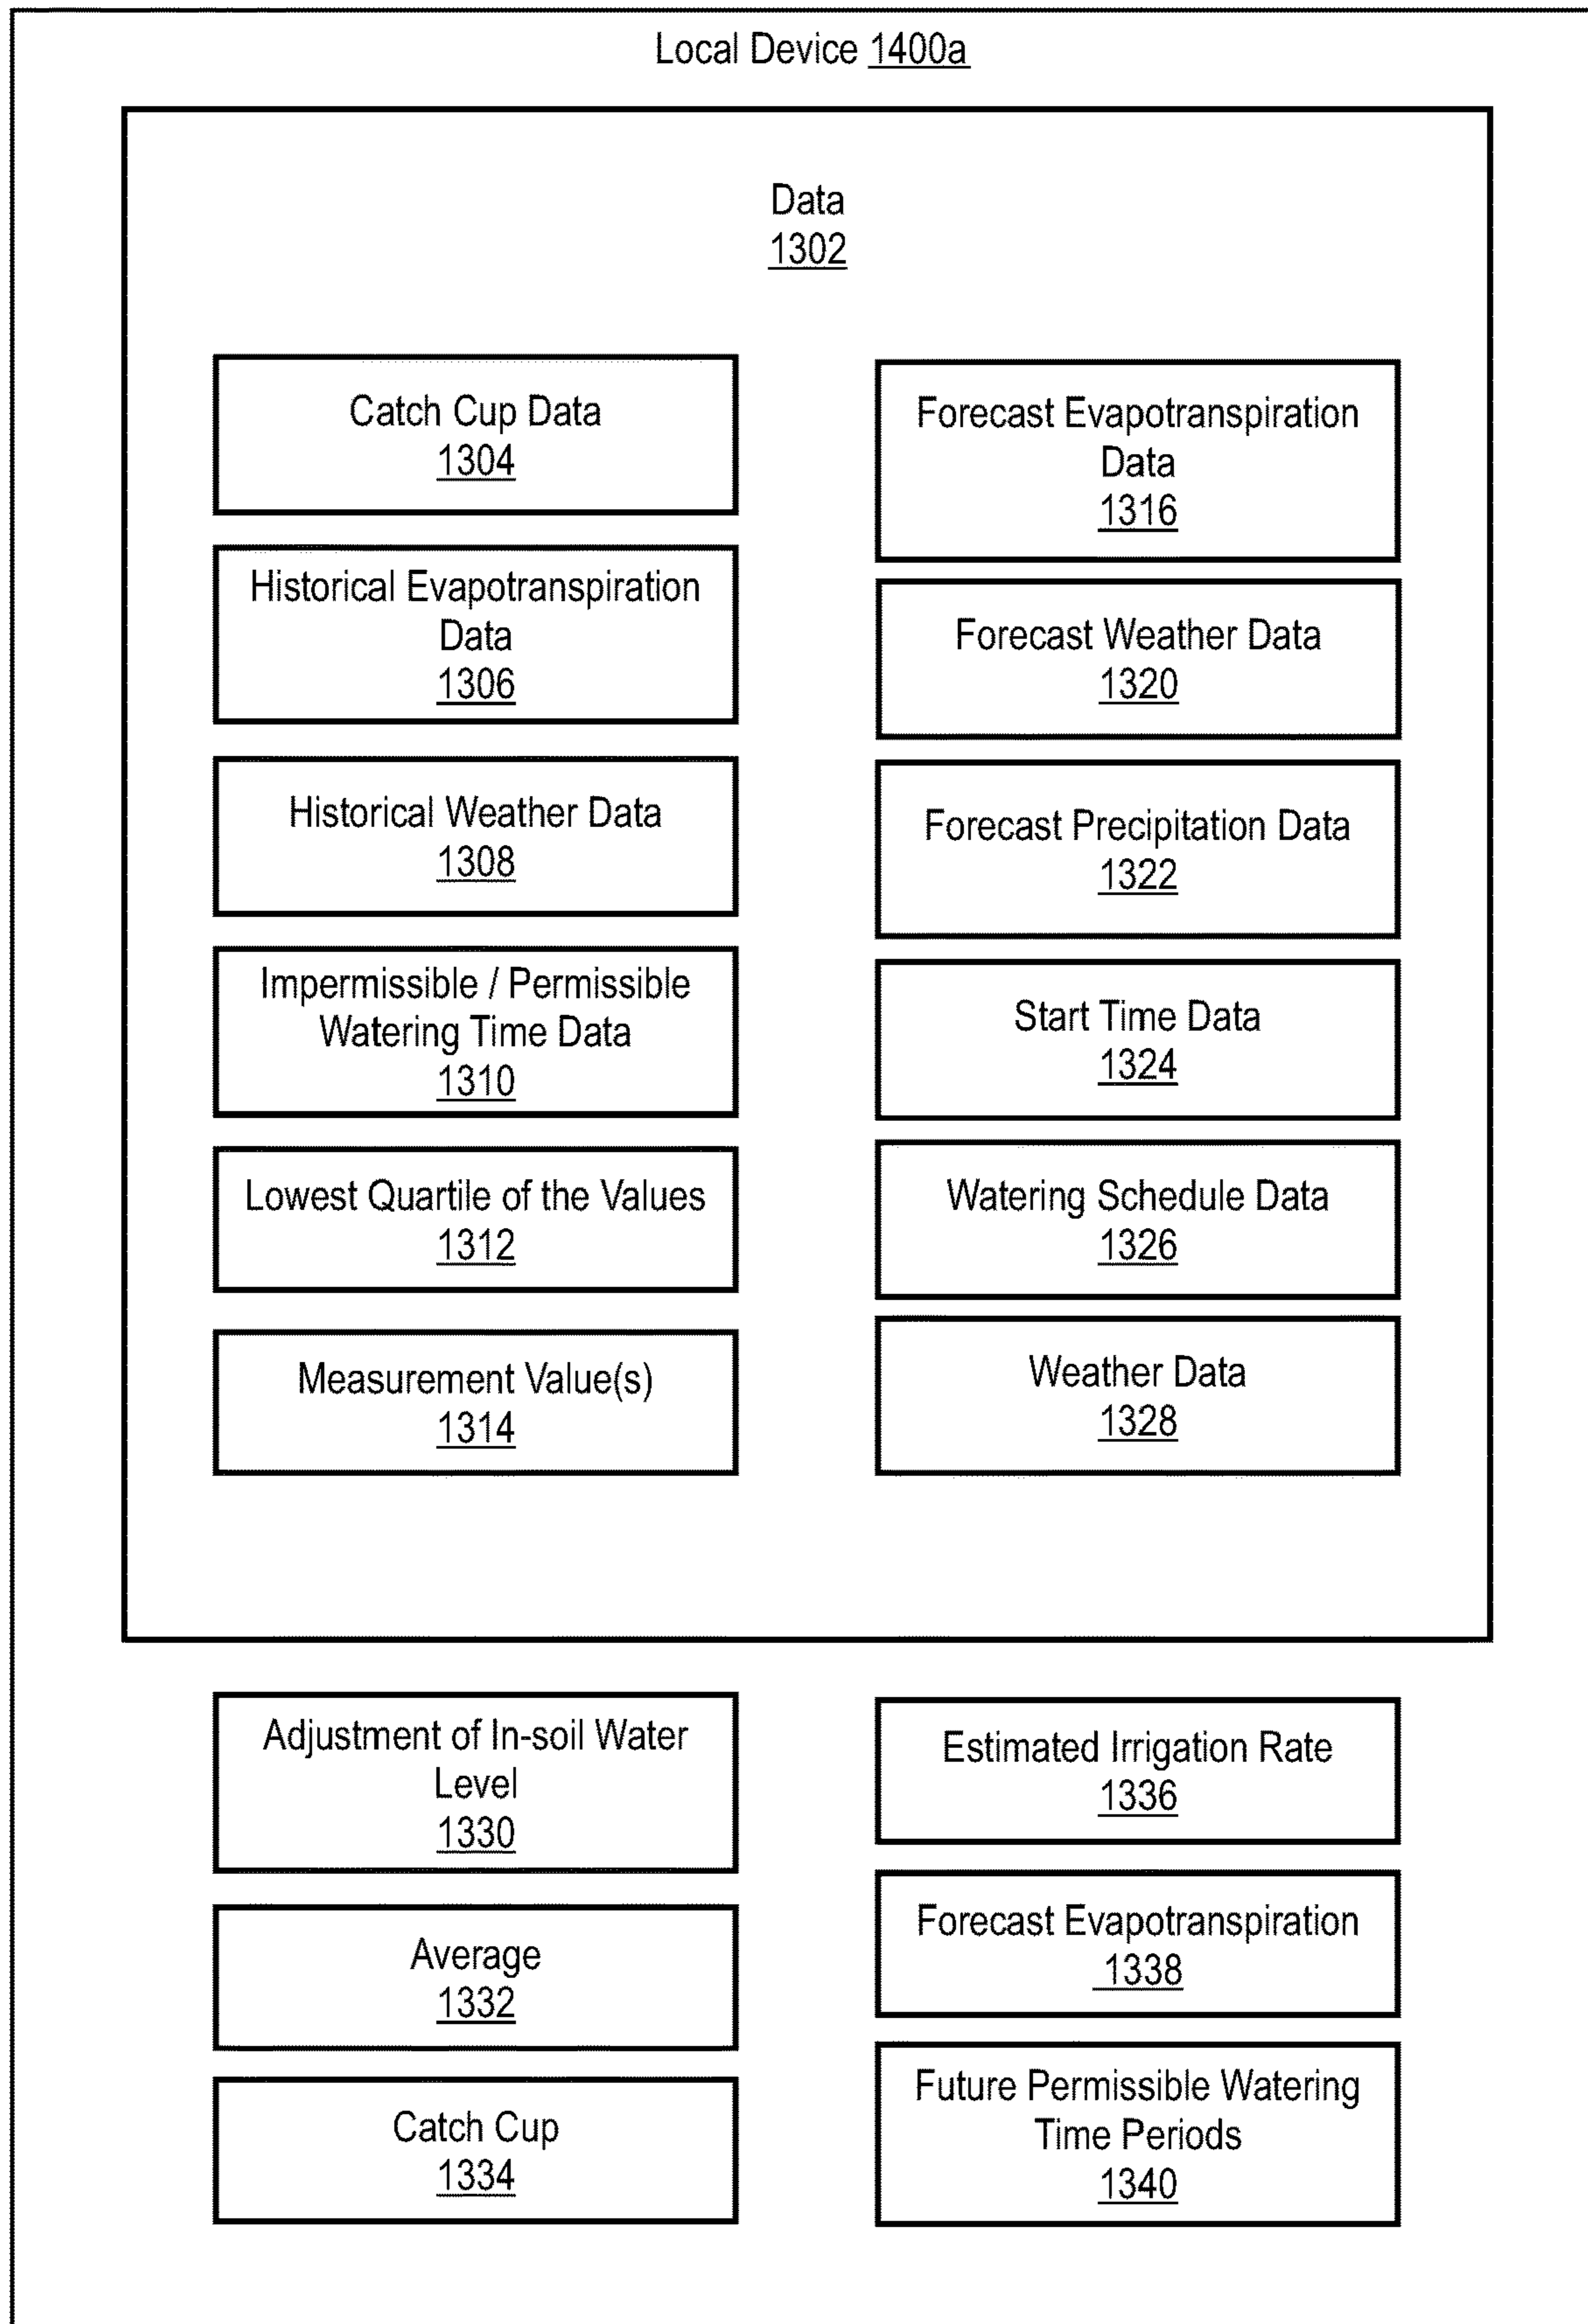 Local Device 1400a
Data
1302
Catch Cup Data
1304
Historical Evapotranspiration
Data
1306
Historical Weather Data
1308
Impermissible / Permissible
Watering Time Data
1310
Lowest Quartile of the Values
1312
Measurement Value(s)
1314
Forecast Evapotranspiration
Data
1316
Forecast Weather Data
1320
Forecast Precipitation Data
1322
Start Time Data
1324
Watering Schedule Data
1326
Weather Data
1328
Adjustment of In-soil Water
Level
1330
Average
1332
Catch Cup
1334
Estimated Irrigation Rate
1336
Forecast Evapotranspiration
1338
Future Permissible Watering
Time Periods
1340